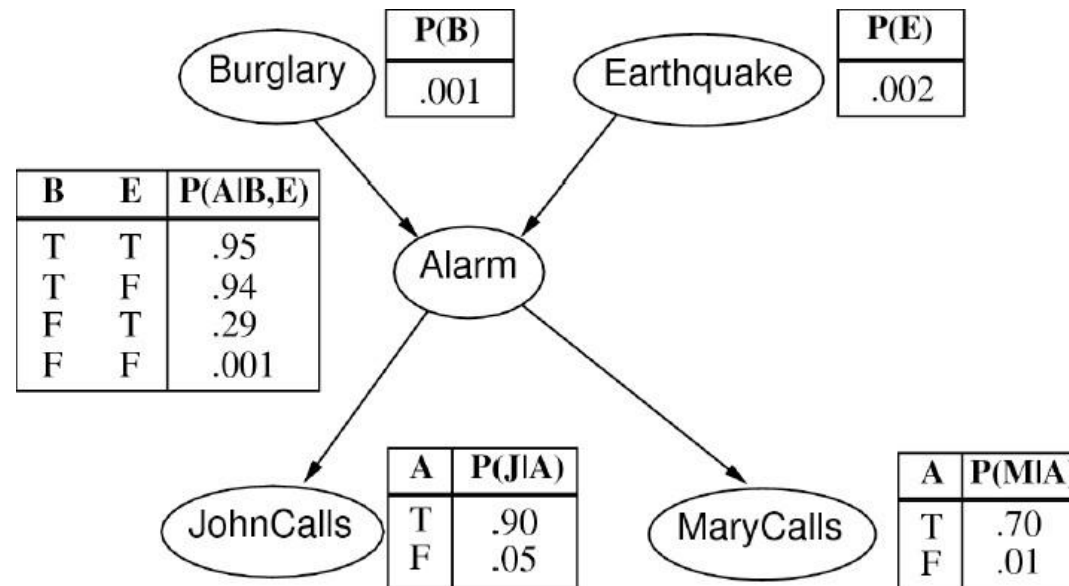 P(B)
Burglary
.001
P(E)
Earthquake
.002
B E P(A|B,E)
T T .95
T F .94
F T .29
F F .001
Alarm
JohnCalls
A P(J|A)
T .90
F .05
MaryCalls
A P(M|A)
T .70
F .01